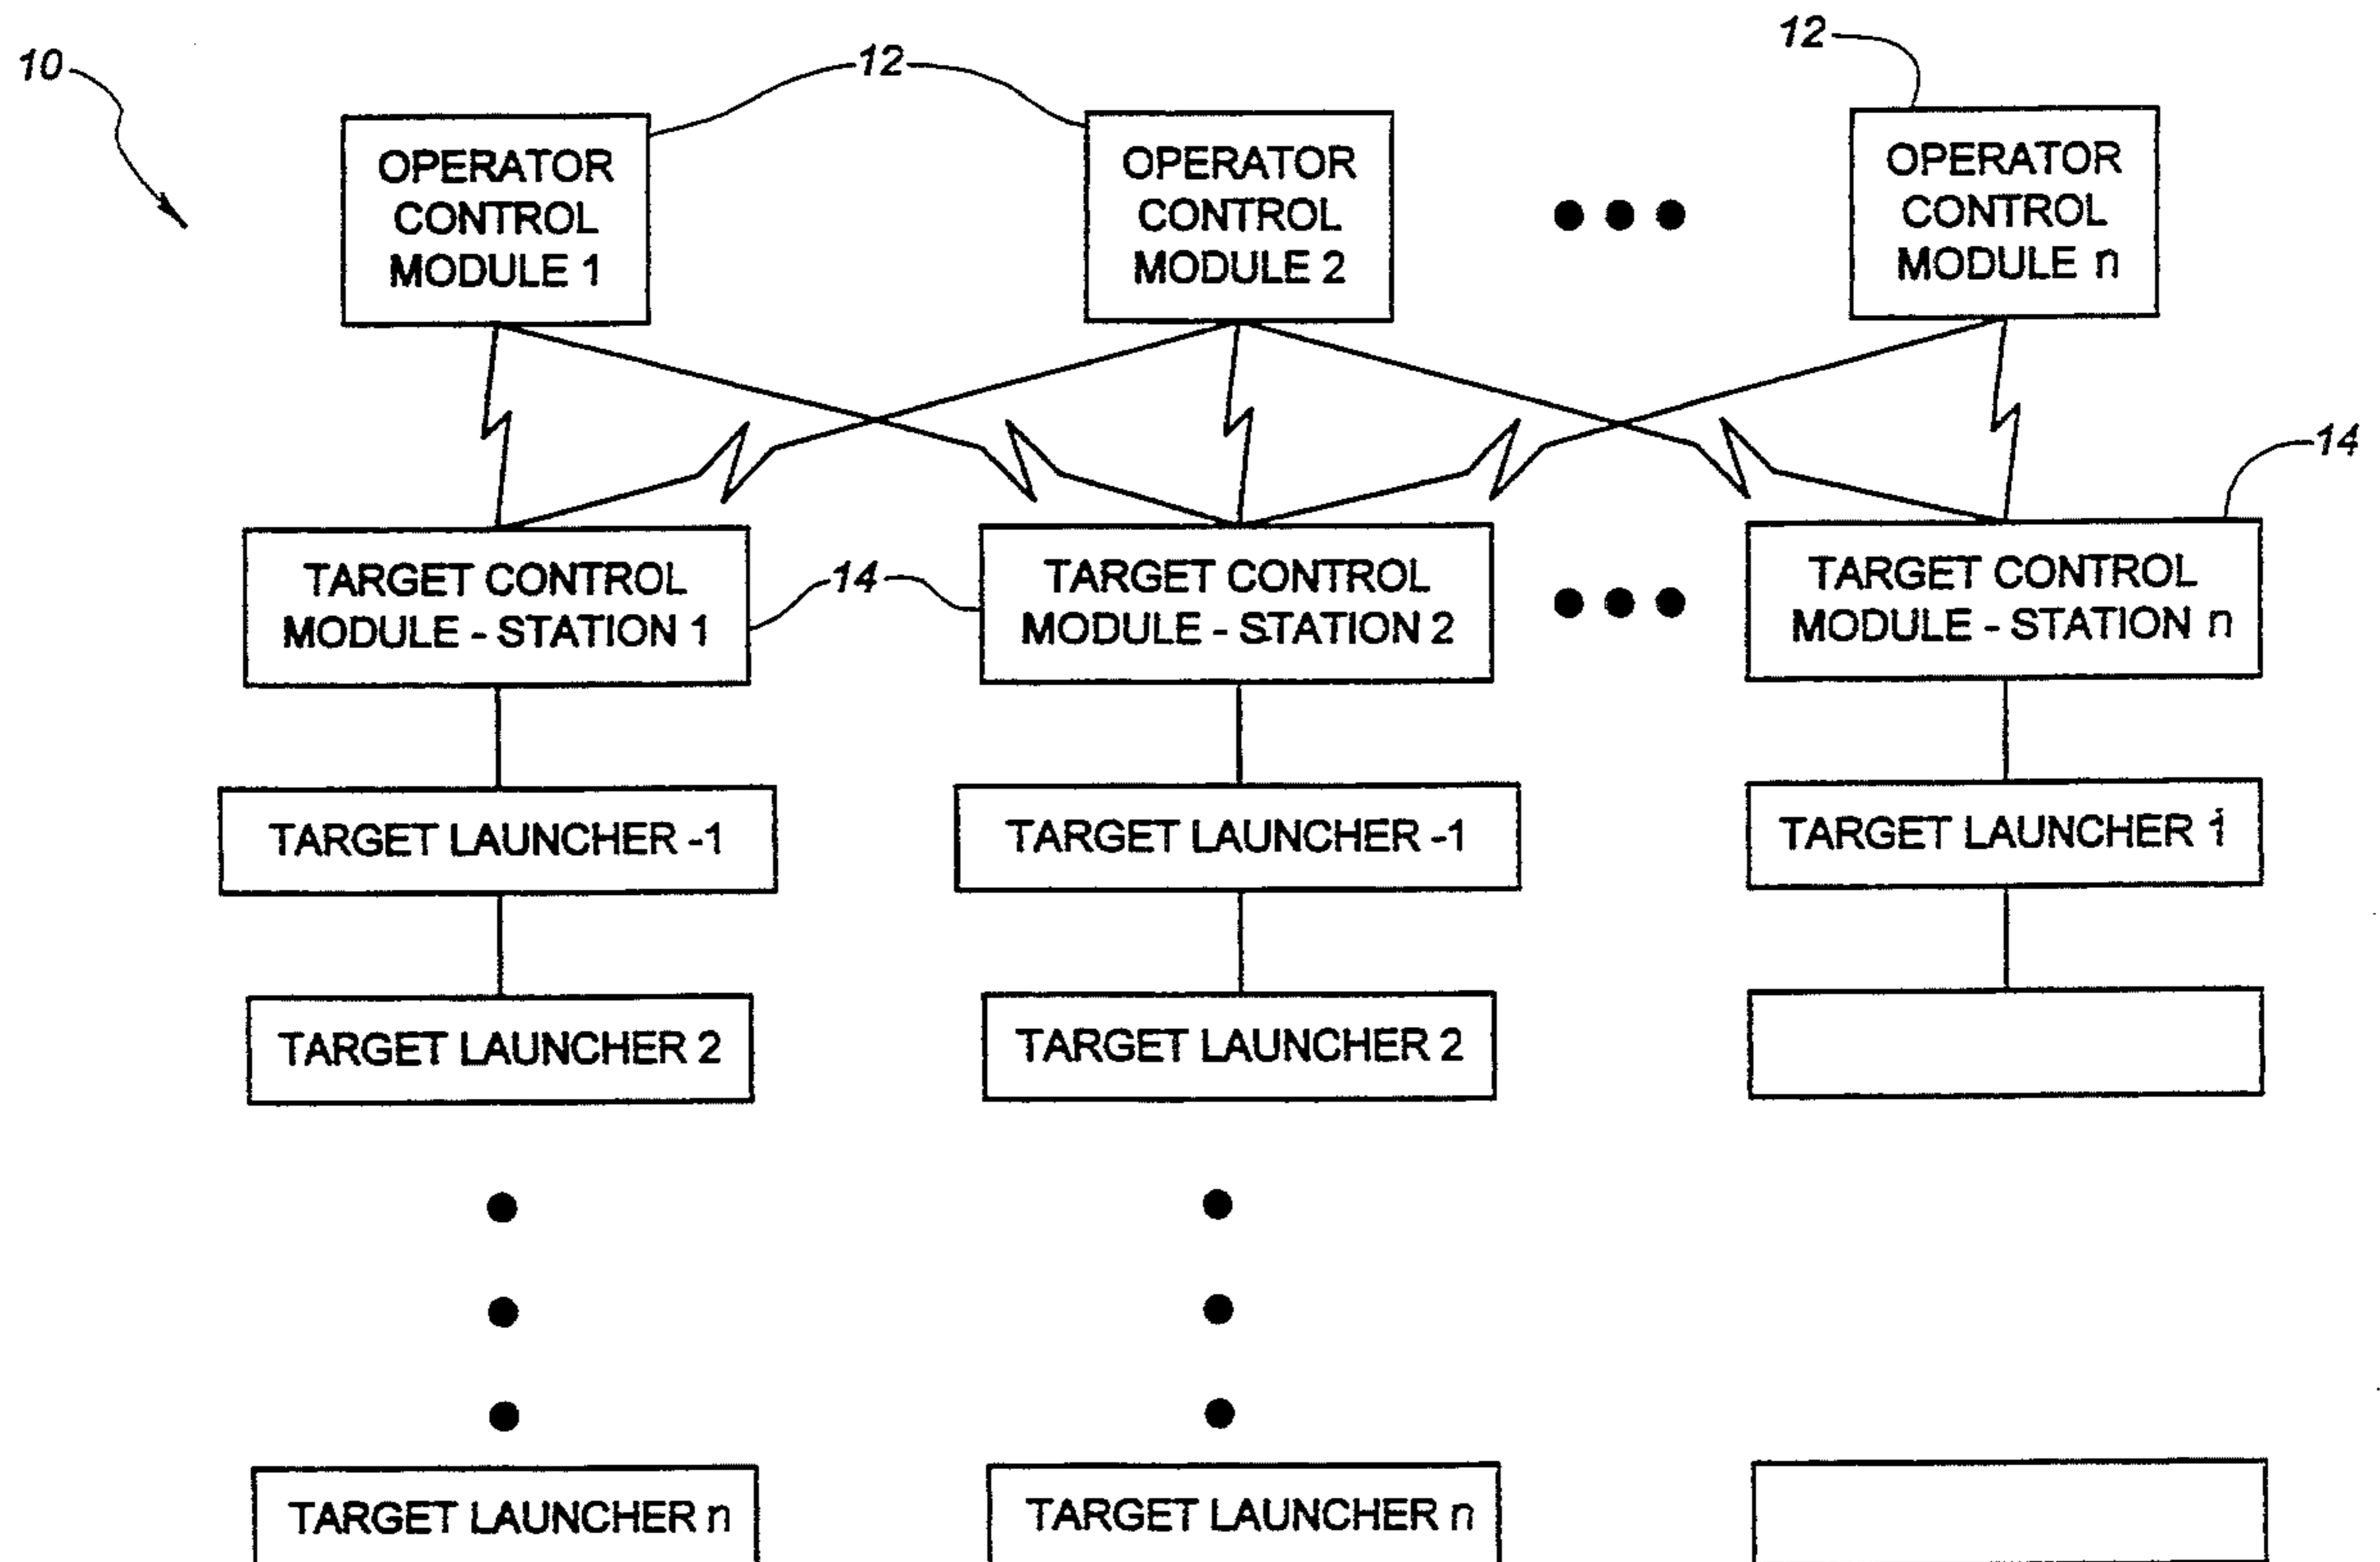 10
12
12
OPERATOR
CONTROL
MODULE 1
OPERATOR
CONTROL
MODULE 2
OPERATOR
CONTROL
MODULE n
14
14
TARGET CONTROL
MODULE - STATION 1
TARGET CONTROL
MODULE - STATION 2
TARGET CONTROL
MODULE - STATION n
TARGET LAUNCHER -1
TARGET LAUNCHER -1
TARGET LAUNCHER 1
TARGET LAUNCHER 2
TARGET LAUNCHER 2
TARGET LAUNCHER n
TARGET LAUNCHER n